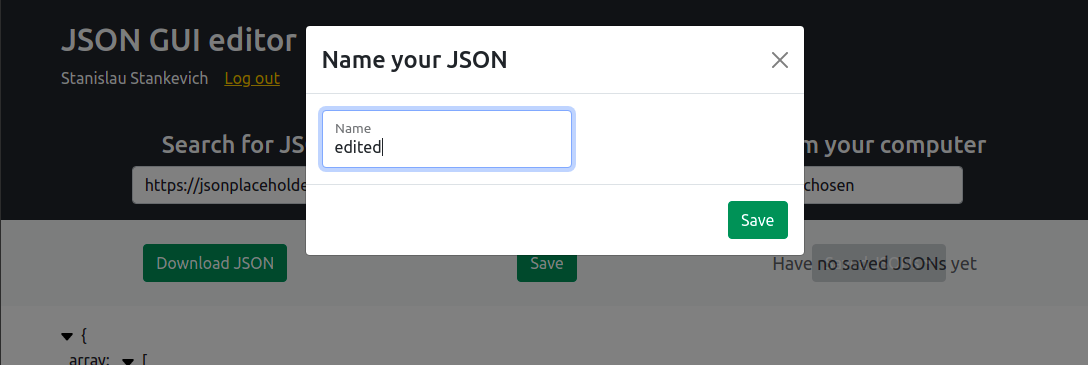 JSON GUI editor
Stanislau Stankevich Log out
Name your JSON
Name
edited
Save
Search for JS
m your computer
https://jsonplaceholde
chosen
Download JSON
Save
Have no saved JSONs yet
{
array: [